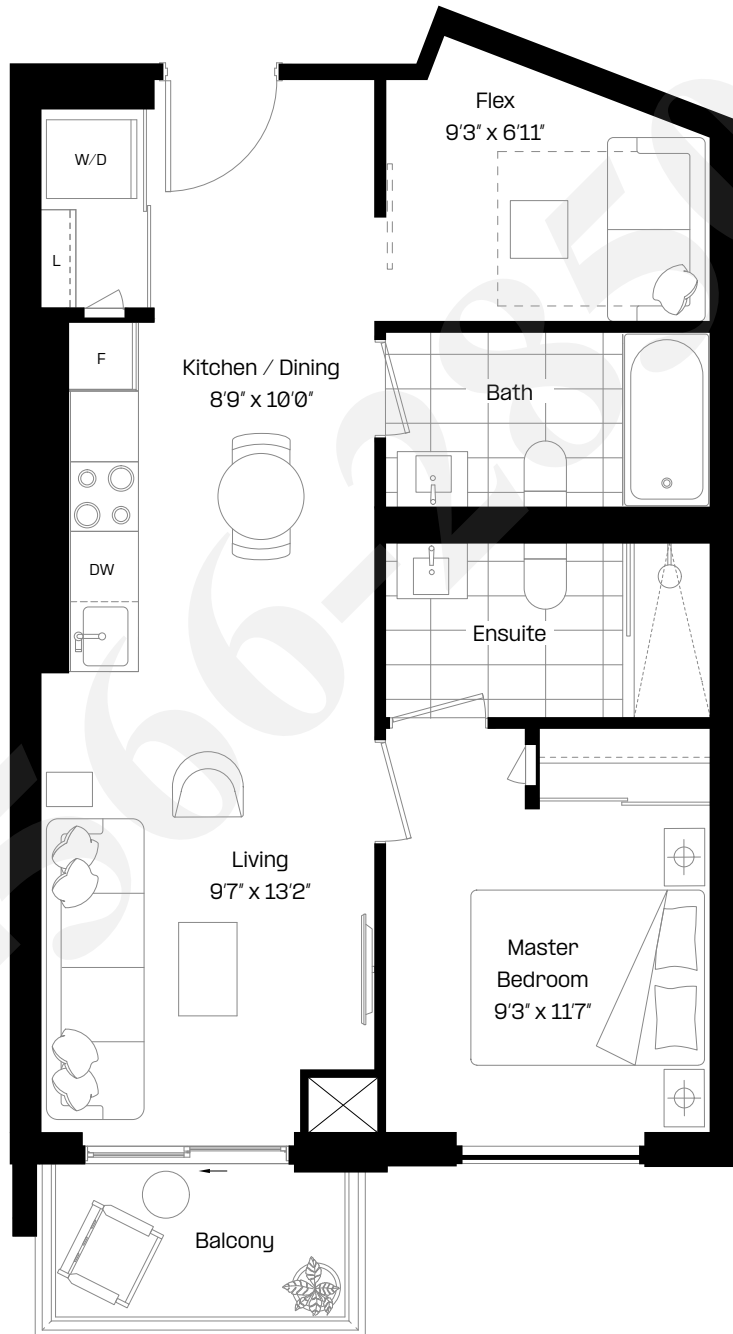 Flex
9'3" x 6'11"
W/D
L
F
Kitchen / Dining
8'9" x 10'0"
Bath
DW
Ensuite
Living
9'7" x 13'2"
Master
Bedroom
9'3" x 11'7"
Balcony